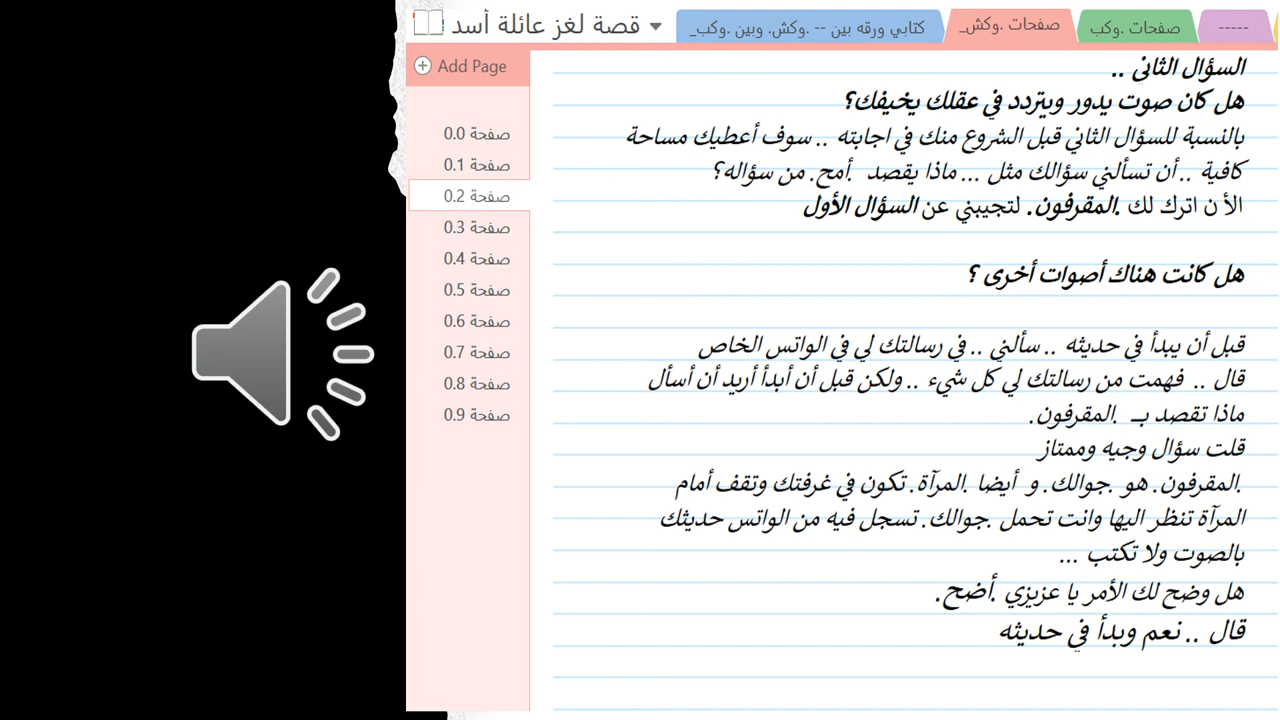 قصة لغز عائلة أسد
كتابي ورقه بين -- .وكش. وبين .وكب_
صفحات .وكش_
صفحات .وكب
-----
Add Page
صفحة 0.0
صفحة 0.1
صفحة 0.2
صفحة 0.3
صفحة 0.4
صفحة 0.5
صفحة 0.6
صفحة 0.7
صفحة 0.8
صفحة 0.9
السؤال الثاني ..
هل كان صوت يدور ويتردد في عقلك يخيفك؟
بالنسبة للسؤال الثاني قبل الشروع منك في اجابته .. سوف أعطيك مساحة
كافية .. أن تسألني سؤالك مثل ... ماذا يقصد .أمح. من سؤاله؟
الأ ن اترك لك .المقرفون. لتجيبني عن السؤال الأول
هل كانت هناك أصوات أخرى ؟
قبل أن يبدأ في حديثه .. سألني .. في رسالتك لي في الواتس الخاص
قال .. فهمت من رسالتك لي كل شيء .. ولكن قبل أن أبدأ أريد أن أسأل
ماذا تقصد بـ .المقرفون.
قلت سؤال وجيه وممتاز
.المقرفون. هو .جوالك. و أيضا .المرآة. تكون في غرفتك وتقف أمام
المرآة تنظر اليها وانت تحمل .جوالك. تسجل فيه من الواتس حديثك
بالصوت ولا تكتب ...
هل وضح لك الأمر يا عزيزي .أضح.
قال .. نعم وبدأ في حديثه